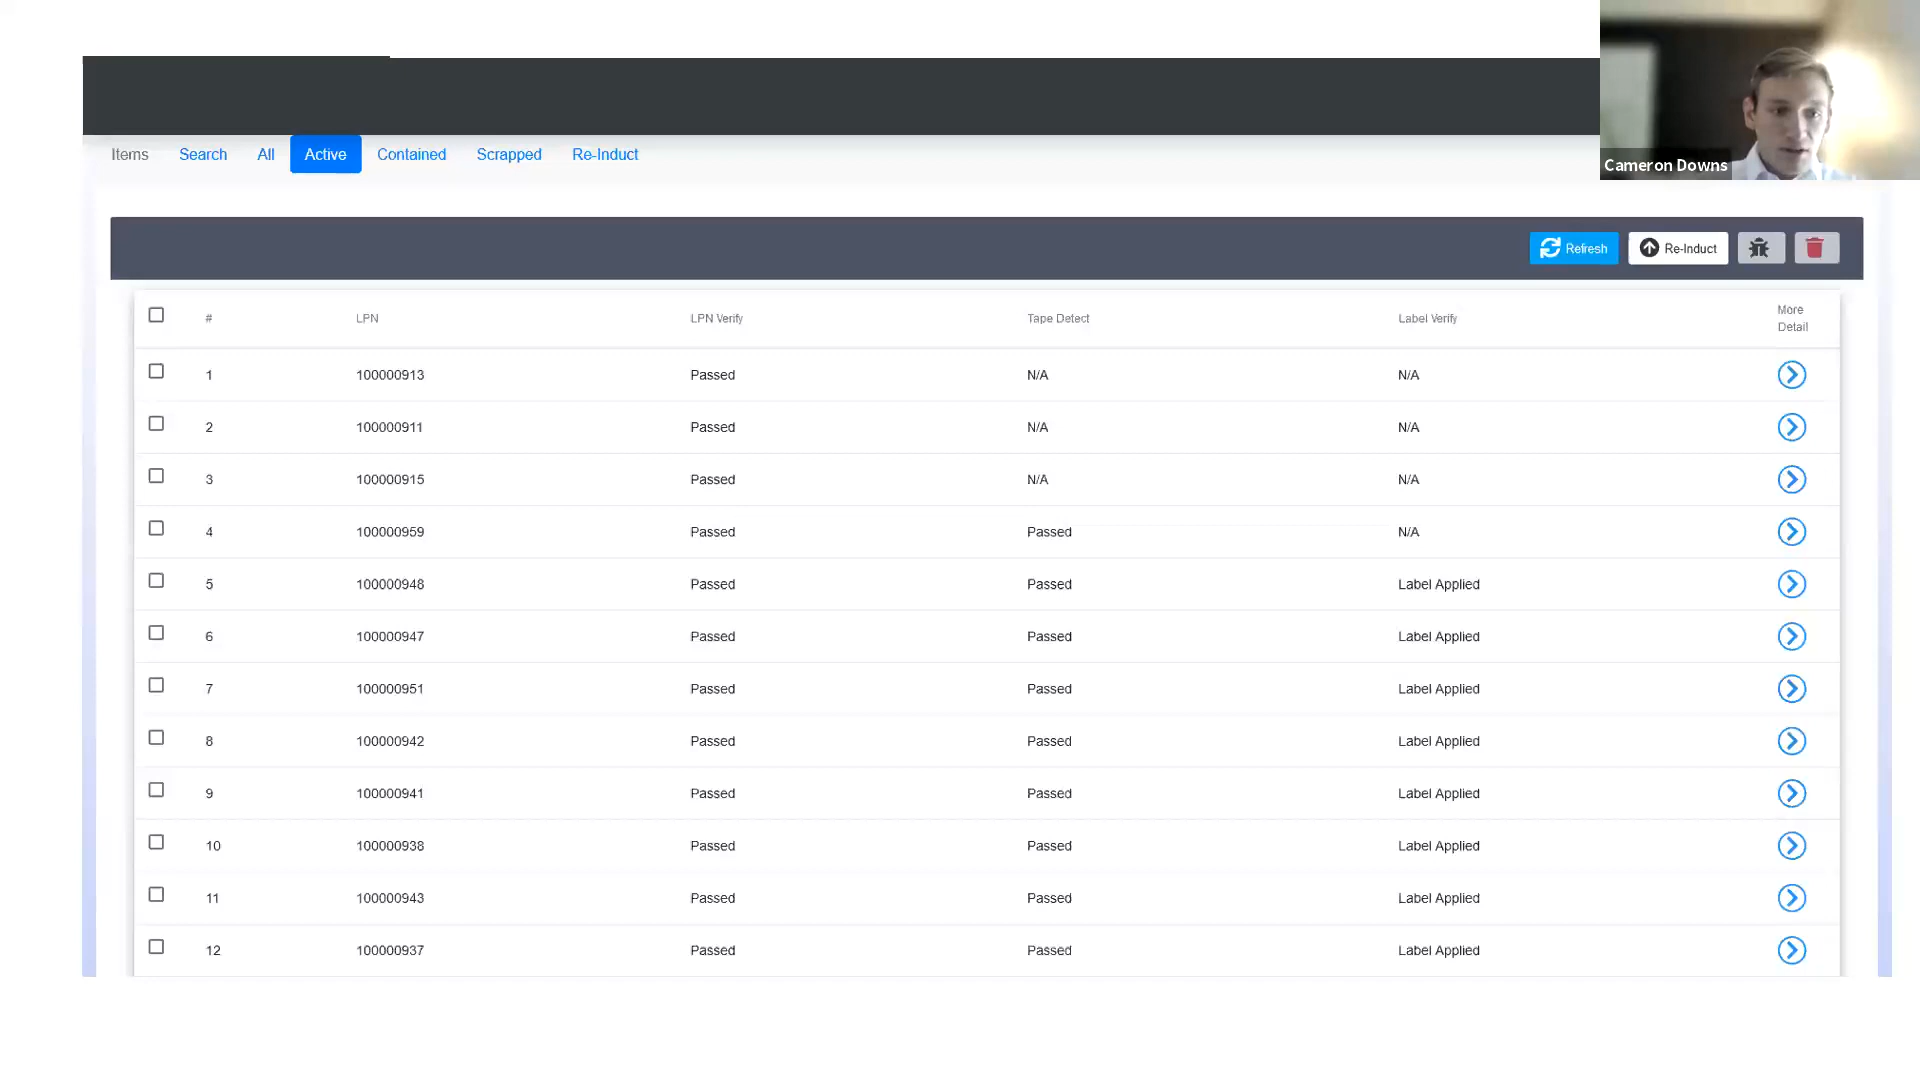 Cameron Downs
Items Search All Active Contained Scrapped Re-Induct
Refresh Re-Induct
# LPN LPN Verify Tape Detect Label Verify More Detail
1 100000913 Passed N/A N/A
2 100000911 Passed N/A N/A
3 100000915 Passed N/A N/A
4 100000959 Passed Passed N/A
5 100000948 Passed Passed Label Applied
6 100000947 Passed Passed Label Applied
7 100000951 Passed Passed Label Applied
8 100000942 Passed Passed Label Applied
9 100000941 Passed Passed Label Applied
10 100000938 Passed Passed Label Applied
11 100000943 Passed Passed Label Applied
12 100000937 Passed Passed Label Applied